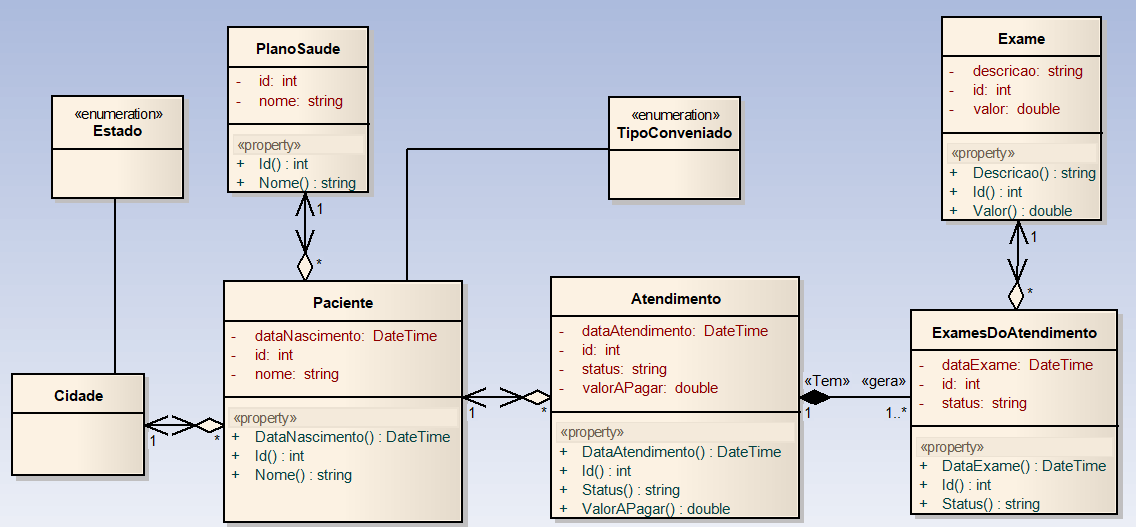 PlanoSaude
- id: int
- nome: string
«property»
+ Id() : int
+ Nome() : string
1
*
«enumeration»
Estado
«enumeration»
TipoConveniado
Exame
- descricao: string
- id: int
- valor: double
«property»
+ Descricao() : string
+ Id() : int
+ Valor() : double
1
*
Cidade
1
*
Paciente
- dataNascimento: DateTime
- id: int
- nome: string
«property»
+ DataNascimento() : DateTime
+ Id() : int
+ Nome() : string
1
*
Atendimento
- dataAtendimento: DateTime
- id: int
- status: string
- valorAPagar: double
«property»
+ DataAtendimento() : DateTime
+ Id() : int
+ Status() : string
+ ValorAPagar() : double
«Tem» «gera»
1
1..*
ExamesDoAtendimento
- dataExame: DateTime
- id: int
- status: string
«property»
+ DataExame() : DateTime
+ Id() : int
+ Status() : string